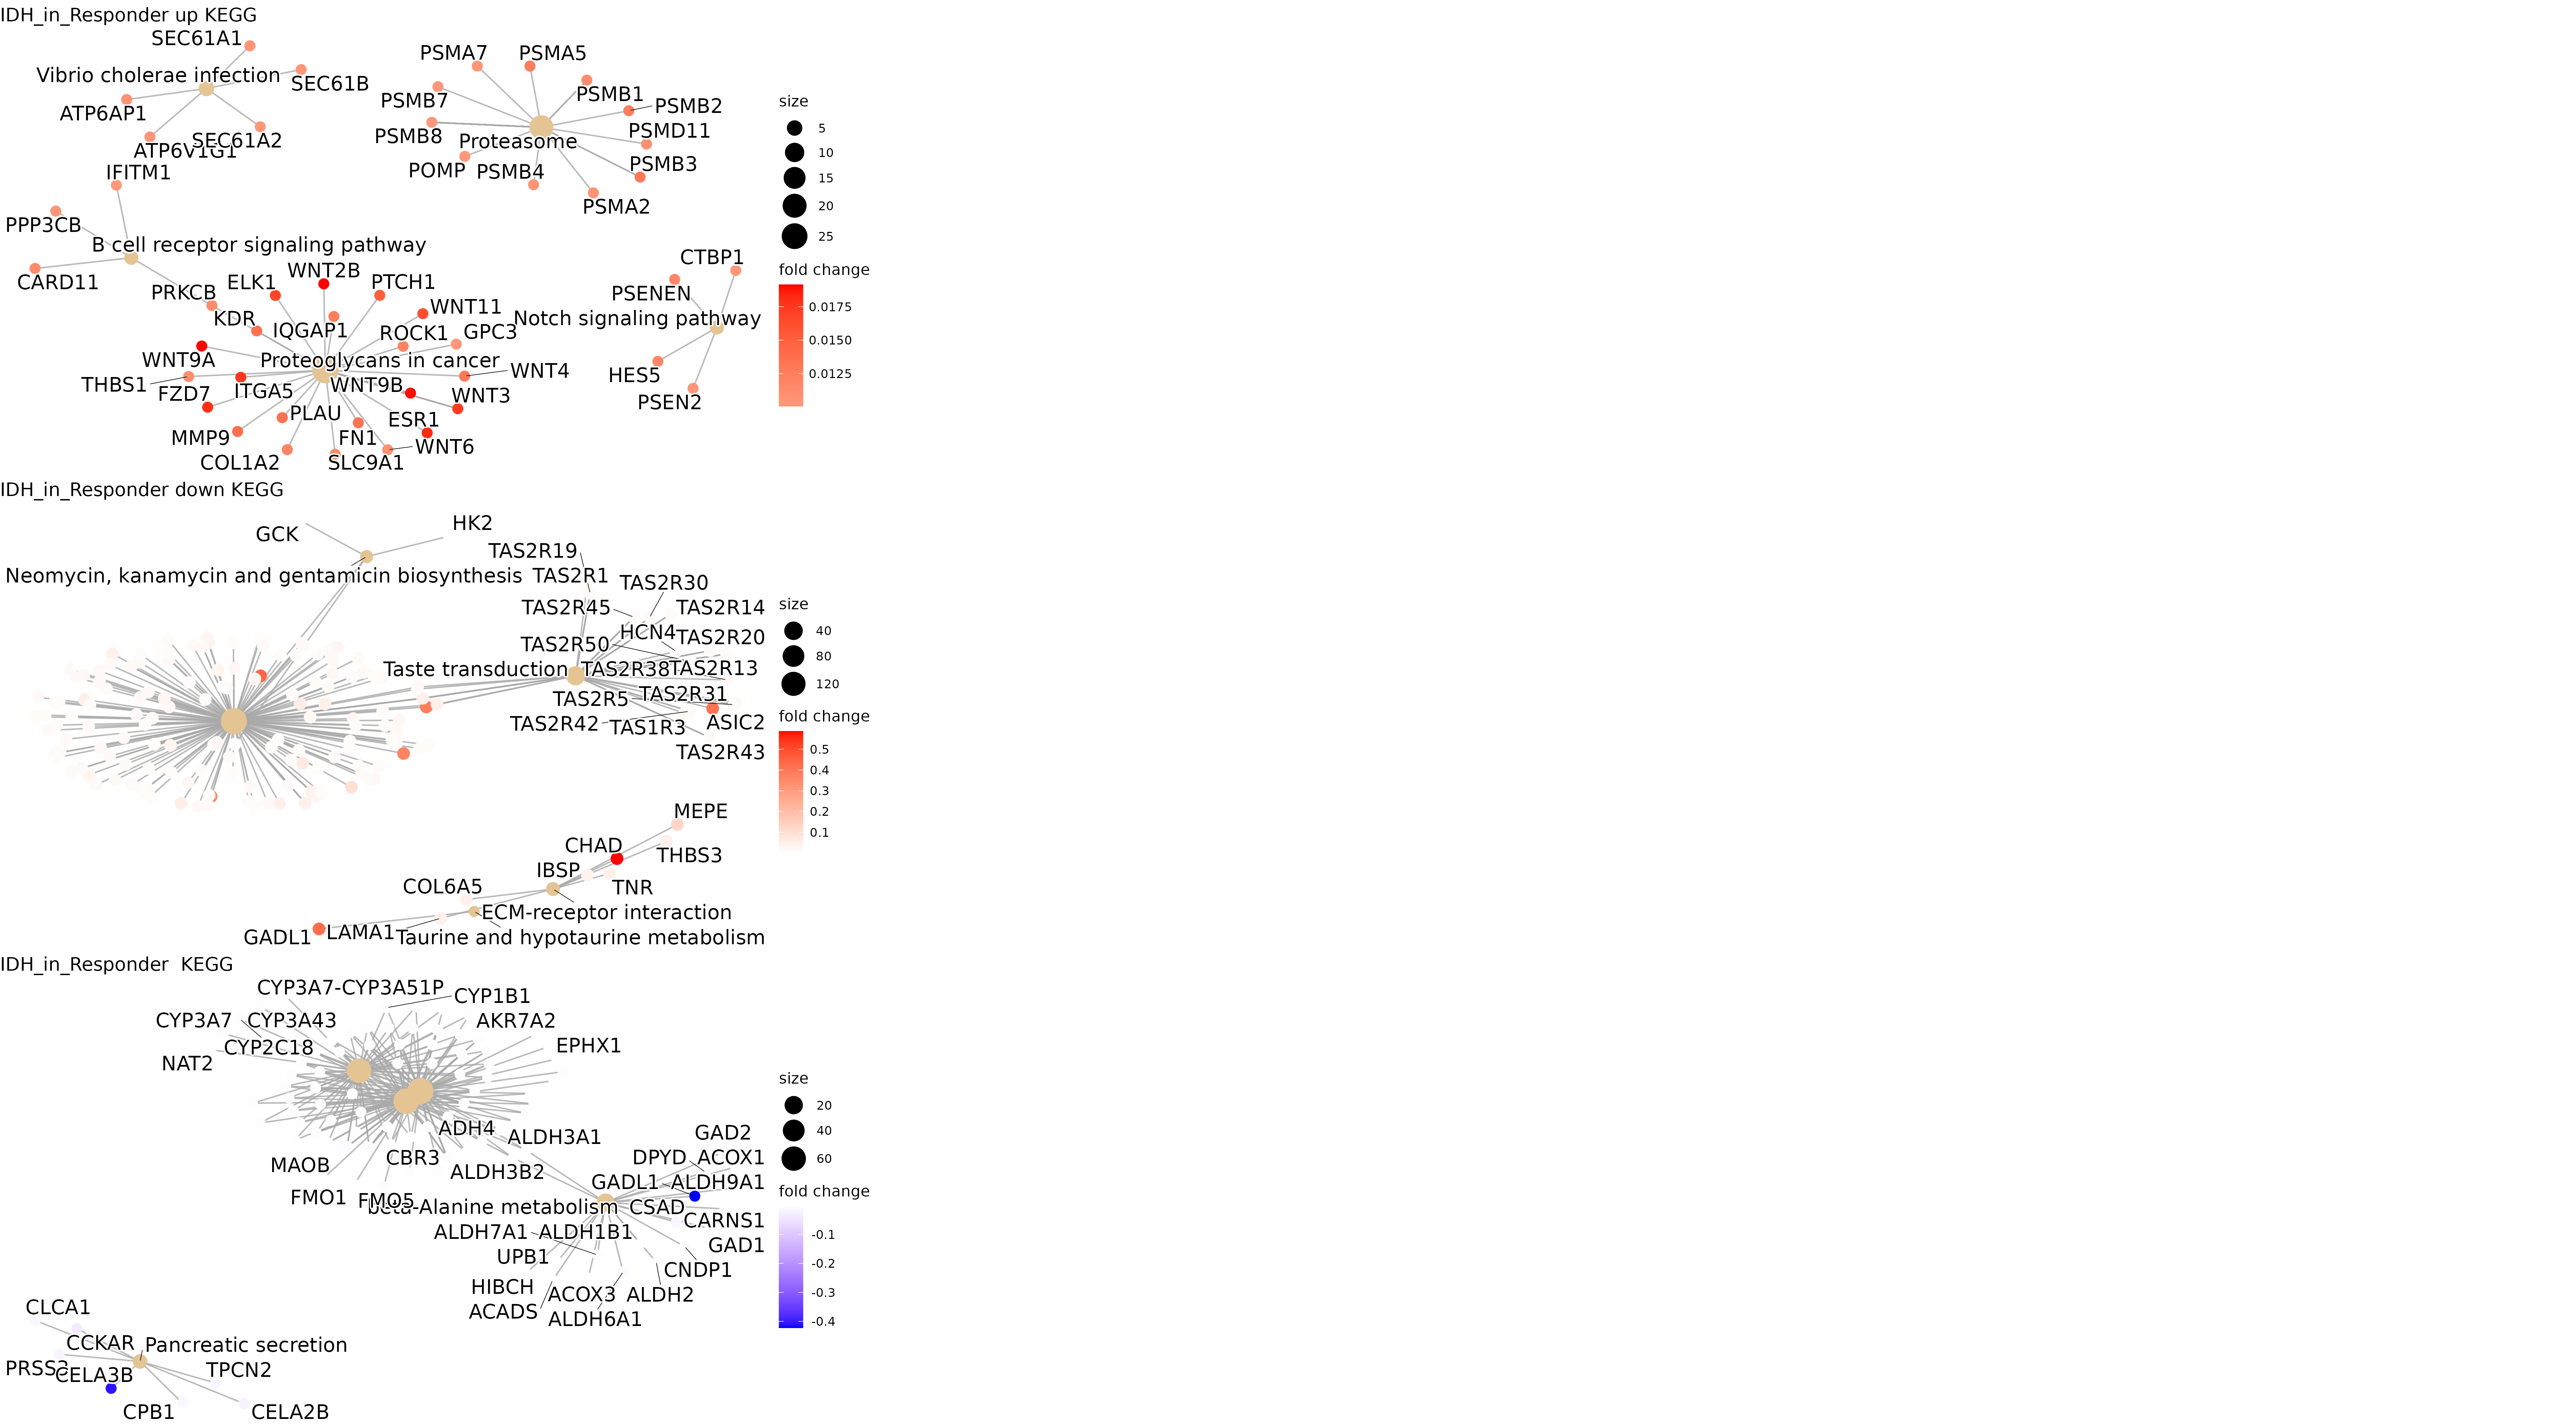 IDH_in_Responder up KEGG
SEC61A1
Vibrio cholerae infection
SEC61B
ATP6AP1
SEC61A2
ATP6V1G1
IFITM1
PSMA7
PSMA5
PSMB7
PSMB1
PSMB2
PSMB8
Proteasome
PSMD11
POMP
PSMB4
PSMB3
PSMA2
PPP3CB
B cell receptor signaling pathway
CARD11
PRKCB
ELK1
WNT2B
PTCH1
KDR
IQGAP1
WNT11
ROCK1
GPC3
WNT9A
Proteoglycans in cancer
THBS1
FZD7
ITGA5
WNT9B
WNT4
WNT3
PLAU
ESR1
MMP9
FN1
WNT6
COL1A2
SLC9A1
CTBP1
PSENEN
Notch signaling pathway
HES5
PSEN2
size
5
10
15
20
25
fold change
0.0175
0.0150
0.0125
IDH_in_Responder down KEGG
GCK
HK2
Neomycin, kanamycin and gentamicin biosynthesis
TAS2R19
TAS2R1
TAS2R30
TAS2R45
TAS2R14
HCN4
TAS2R20
TAS2R50
Taste transduction
TAS2R38
TAS2R13
TAS2R5
TAS2R31
TAS2R42
TAS1R3
ASIC2
TAS2R43
MEPE
CHAD
THBS3
IBSP
TNR
COL6A5
ECM-receptor interaction
GADL1
LAMA1
Taurine and hypotaurine metabolism
size
40
80
120
fold change
0.5
0.4
0.3
0.2
0.1
IDH_in_Responder  KEGG
CYP3A7-CYP3A51P
CYP1B1
CYP3A7
CYP3A43
AKR7A2
CYP2C18
EPHX1
NAT2
ADH4
ALDH3A1
MAOB
CBR3
ALDH3B2
FMO1
FMO5
beta-Alanine metabolism
GAD2
DPYD
ACOX1
GADL1
ALDH9A1
CSAD
CARNS1
ALDH7A1
ALDH1B1
GAD1
UPB1
CNDP1
HIBCH
ACOX3
ALDH2
ACADS
ALDH6A1
CLCA1
CCKAR
Pancreatic secretion
CELA3B
TPCN2
CPB1
CELA2B
size
20
40
60
fold change
-0.1
-0.2
-0.3
-0.4